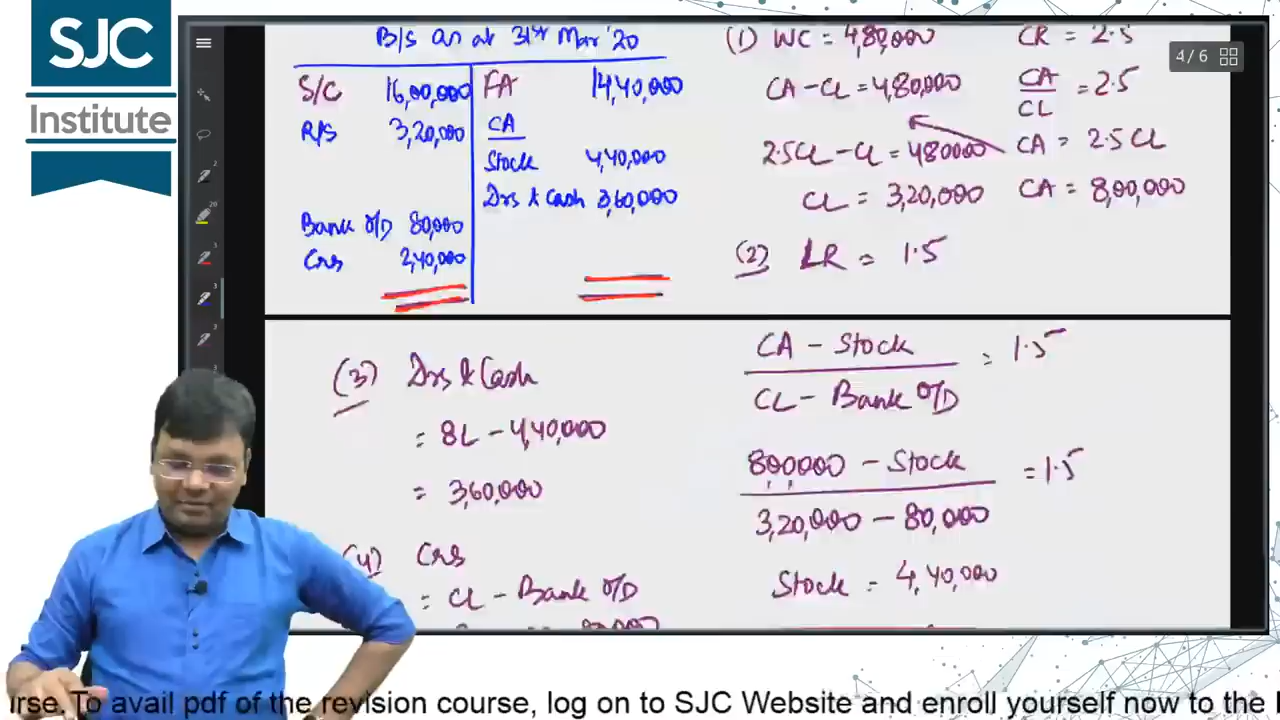 SJC
Institute
4/6
B/s as at 31st Mar '20
S/C 16,00,000 FA 14,40,000
R/S 3,20,000 CA
Stock 4,40,000
Drs & Cash 3,60,000
Bank O/D 80,000
Crs 2,40,000
(1) WC = 4,80,000 CR = 2.5
CA - CL = 4,80,000 CA/CL = 2.5
2.5CL - CL = 480000 CA = 2.5 CL
CL = 3,20,000 CA = 8,00,000
(2) LR = 1.5
CA - Stock
CL - Bank O/D
= 1.5
800,000 - Stock
3,20,000 - 80,000
= 1.5
Stock = 4,40,000
(3) Drs & Cash
= 8L - 4,40,000
= 3,60,000
(4) Crs
= CL - Bank O/D
urse. To avail pdf of the revision course, log on to SJC Website and enroll yourself now to the